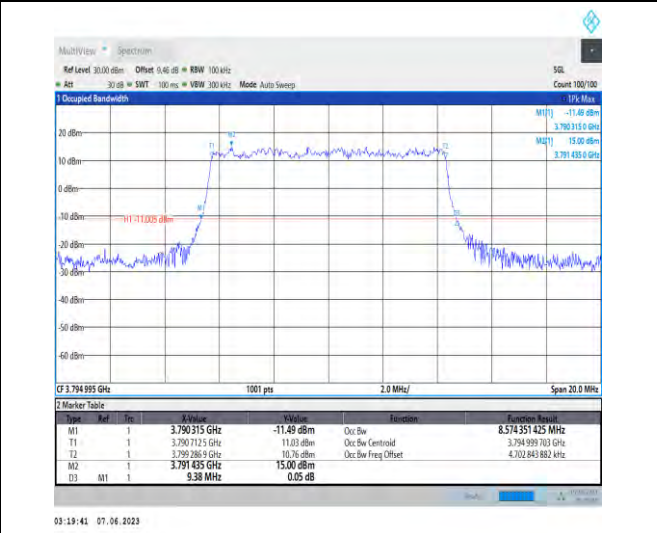 MultiView Spectrum
Ref Level 30.00 dBm Offset 9.46 dB RBW 100 kHz SGL
Att 30 dB SWT 100 ms VBW 300 kHz Mode Auto Sweep Count 100/100
1 Occupied Bandwidth 1Pk Max
M1[1] -11.49 dBm
3.790 315 0 GHz
20 dBm M2[1] 15.00 dBm
3.791 435 0 GHz
M2
T1 T2
10 dBm
0 dBm
M1
-10 dBm H1 -11.005 dBm
-20 dBm
-30 dBm
-40 dBm
-50 dBm
-60 dBm
CF 3.794 995 GHz 1001 pts 2.0 MHz/ Span 20.0 MHz
2 Marker Table
Type Ref Trc X-Value Y-Value Function Function Result
M1 1 3.790 315 GHz -11.49 dBm Occ Bw 8.574 351 425 MHz
T1 1 3.790 712 5 GHz 11.03 dBm Occ Bw Centroid 3.794 999 703 GHz
T2 1 3.799 286 9 GHz 10.76 dBm Occ Bw Freq Offset 4.702 843 882 kHz
M2 1 3.791 435 GHz 15.00 dBm
D3 M1 1 9.38 MHz 0.05 dB
03:19:41 07.06.2023